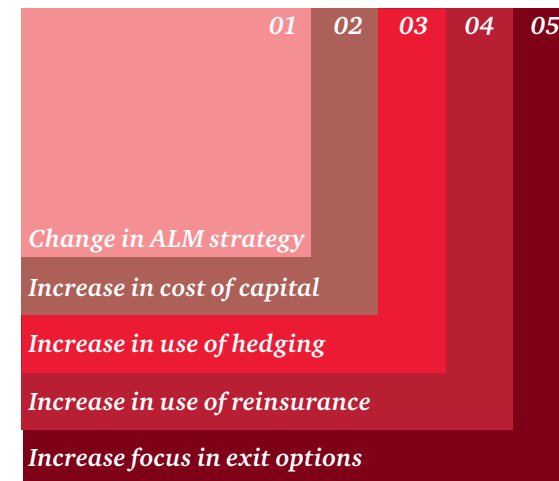 01 02 03 04 05
Change in ALM strategy
Increase in cost of capital
Increase in use of hedging
Increase in use of reinsurance
Increase focus in exit options